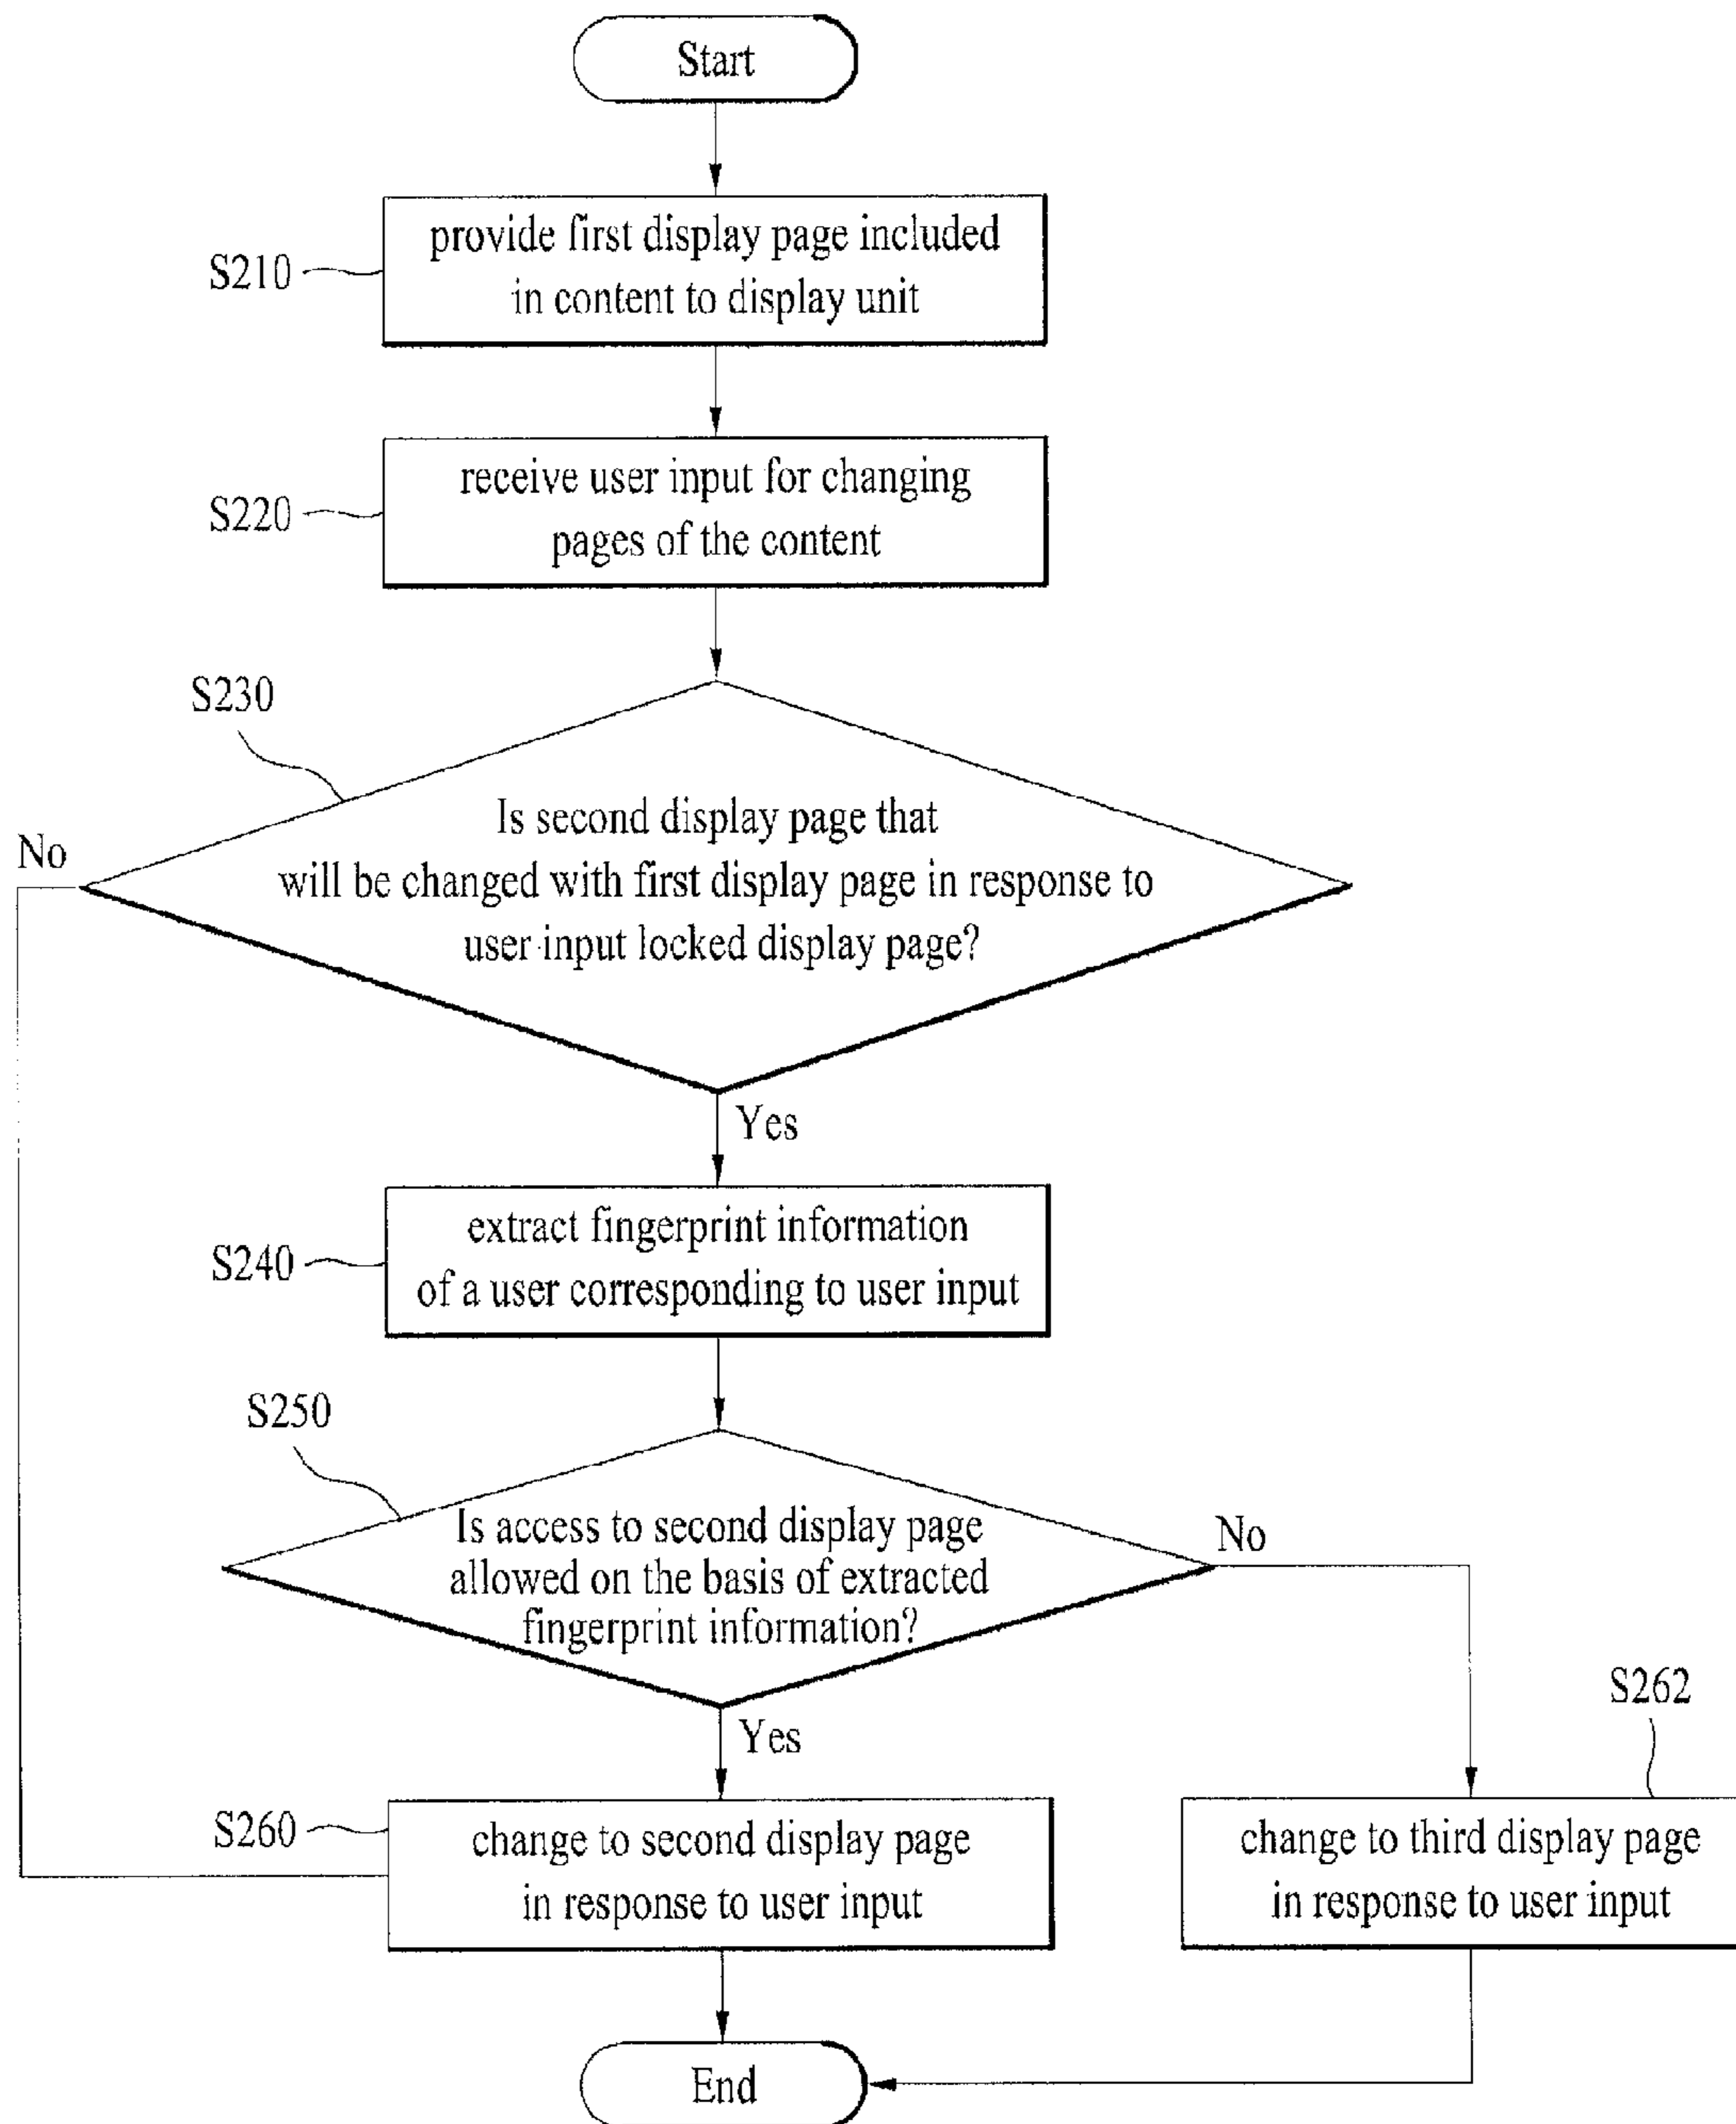 Start
provide first display page included
in content to display unit
S210
receive user input for changing
pages of the content
S220
S230
Is second display page that
will be changed with first display page in response to
user input locked display page?
No
Yes
extract fingerprint information
of a user corresponding to user input
S240
S250
Is access to second display page
allowed on the basis of extracted
fingerprint information?
No
Yes
S262
S260
change to second display page
in response to user input
change to third display page
in response to user input
End